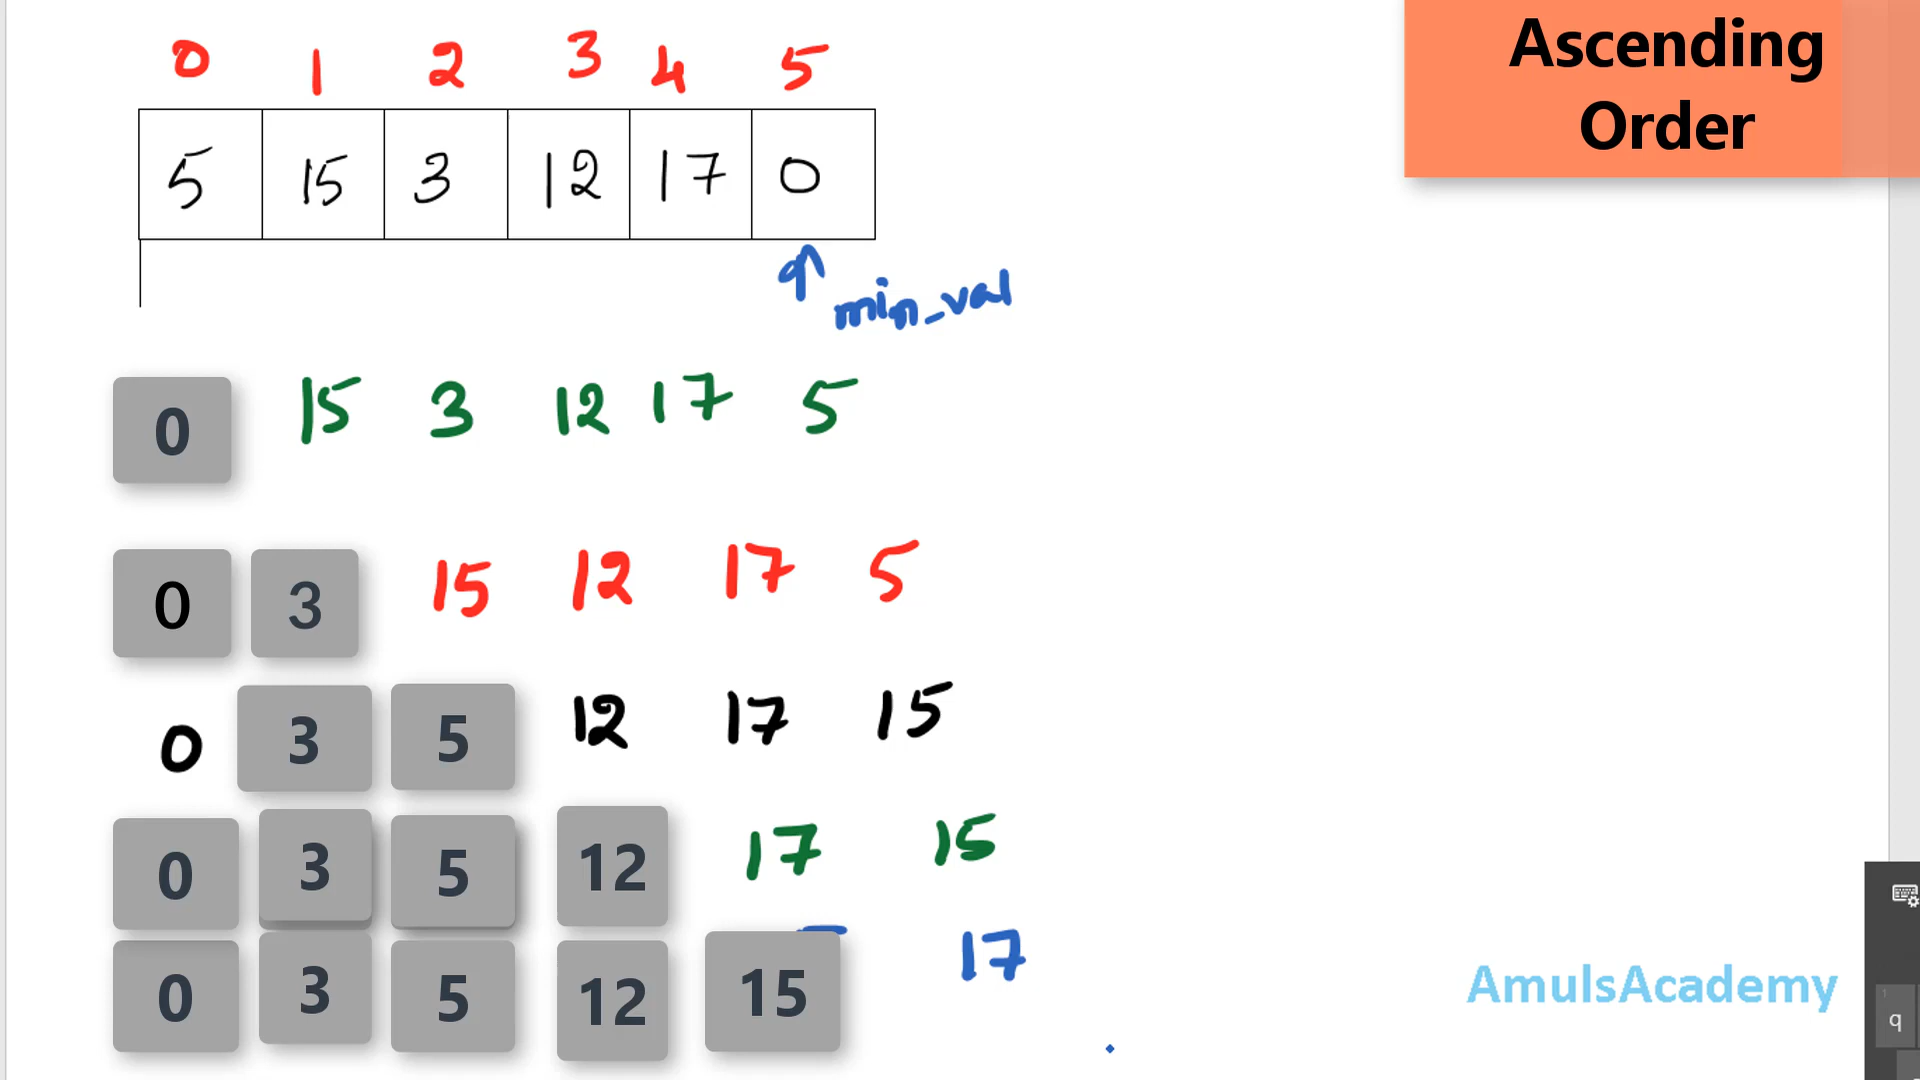 Ascending
Order
0 1 2 3 4 5
5 15 3 12 17 0
min_val
0 15 3 12 17 5
0 3 15 12 17 5
0 3 5 12 17 15
0 3 5 12 17 15
0 3 5 12 15 17
AmulsAcademy
q